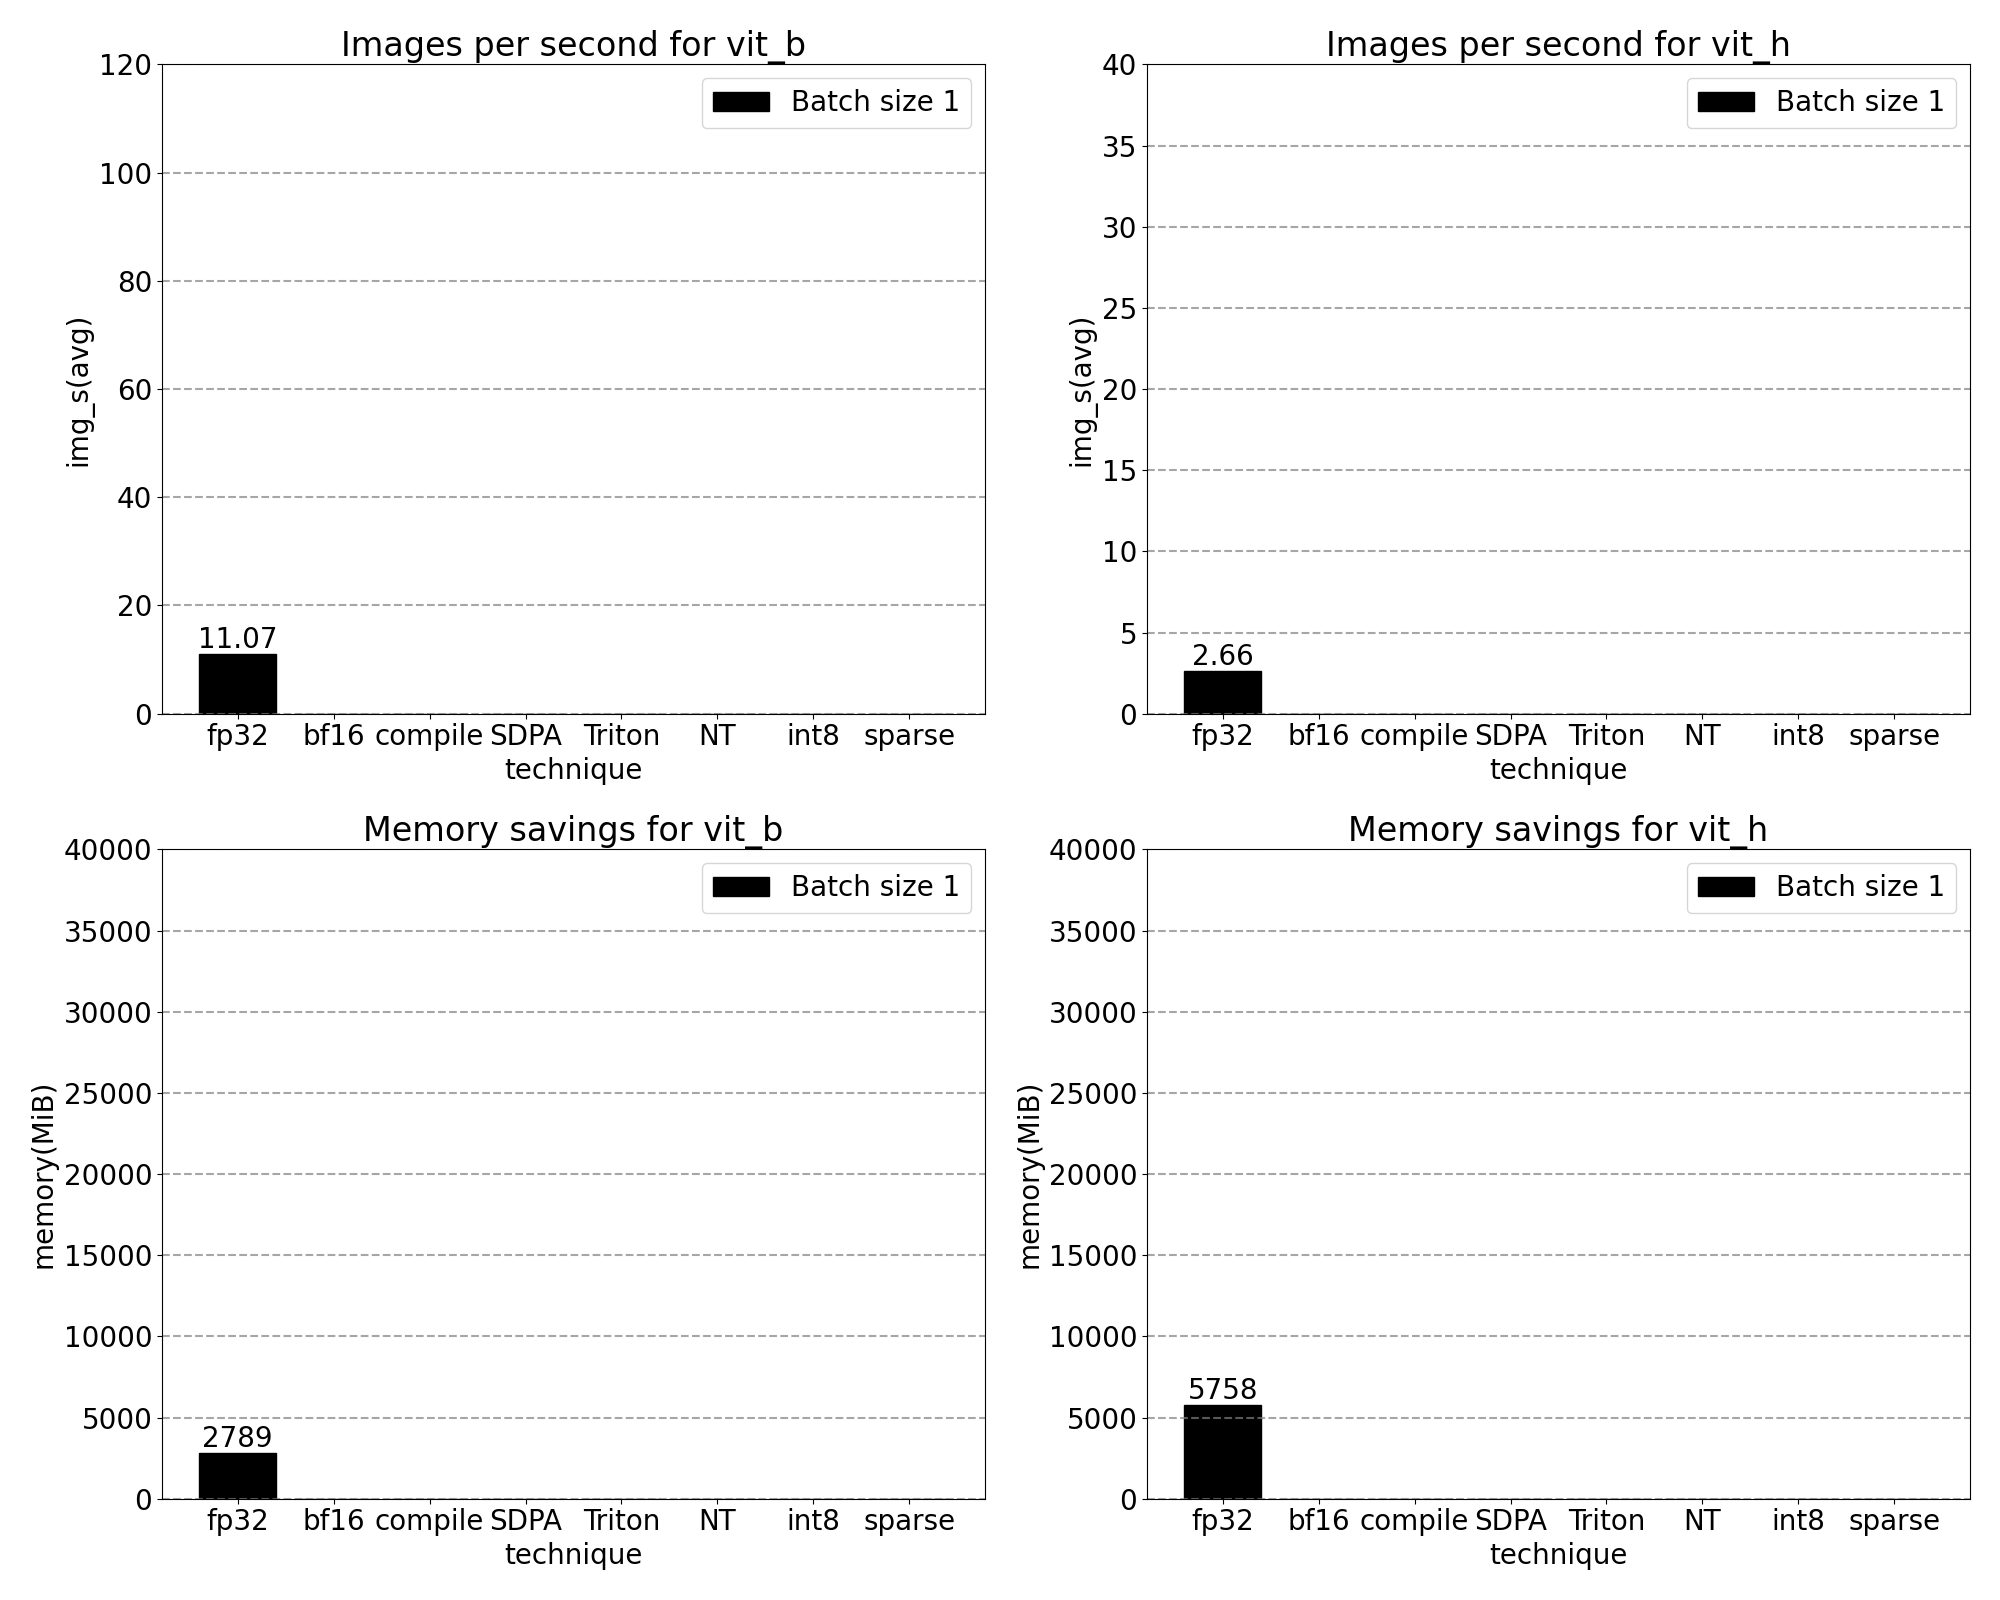 Images per second for vit_b
120
100
80
60
40
20
0
img_s(avg)
Batch size 1
11.07
fp32 bf16 compile SDPA Triton NT int8 sparse
technique
Images per second for vit_h
40
35
30
25
20
15
10
5
0
img_s(avg)
Batch size 1
2.66
fp32 bf16 compile SDPA Triton NT int8 sparse
technique
Memory savings for vit_b
40000
35000
30000
25000
20000
15000
10000
5000
0
memory(MiB)
Batch size 1
2789
fp32 bf16 compile SDPA Triton NT int8 sparse
technique
Memory savings for vit_h
40000
35000
30000
25000
20000
15000
10000
5000
0
memory(MiB)
Batch size 1
5758
fp32 bf16 compile SDPA Triton NT int8 sparse
technique